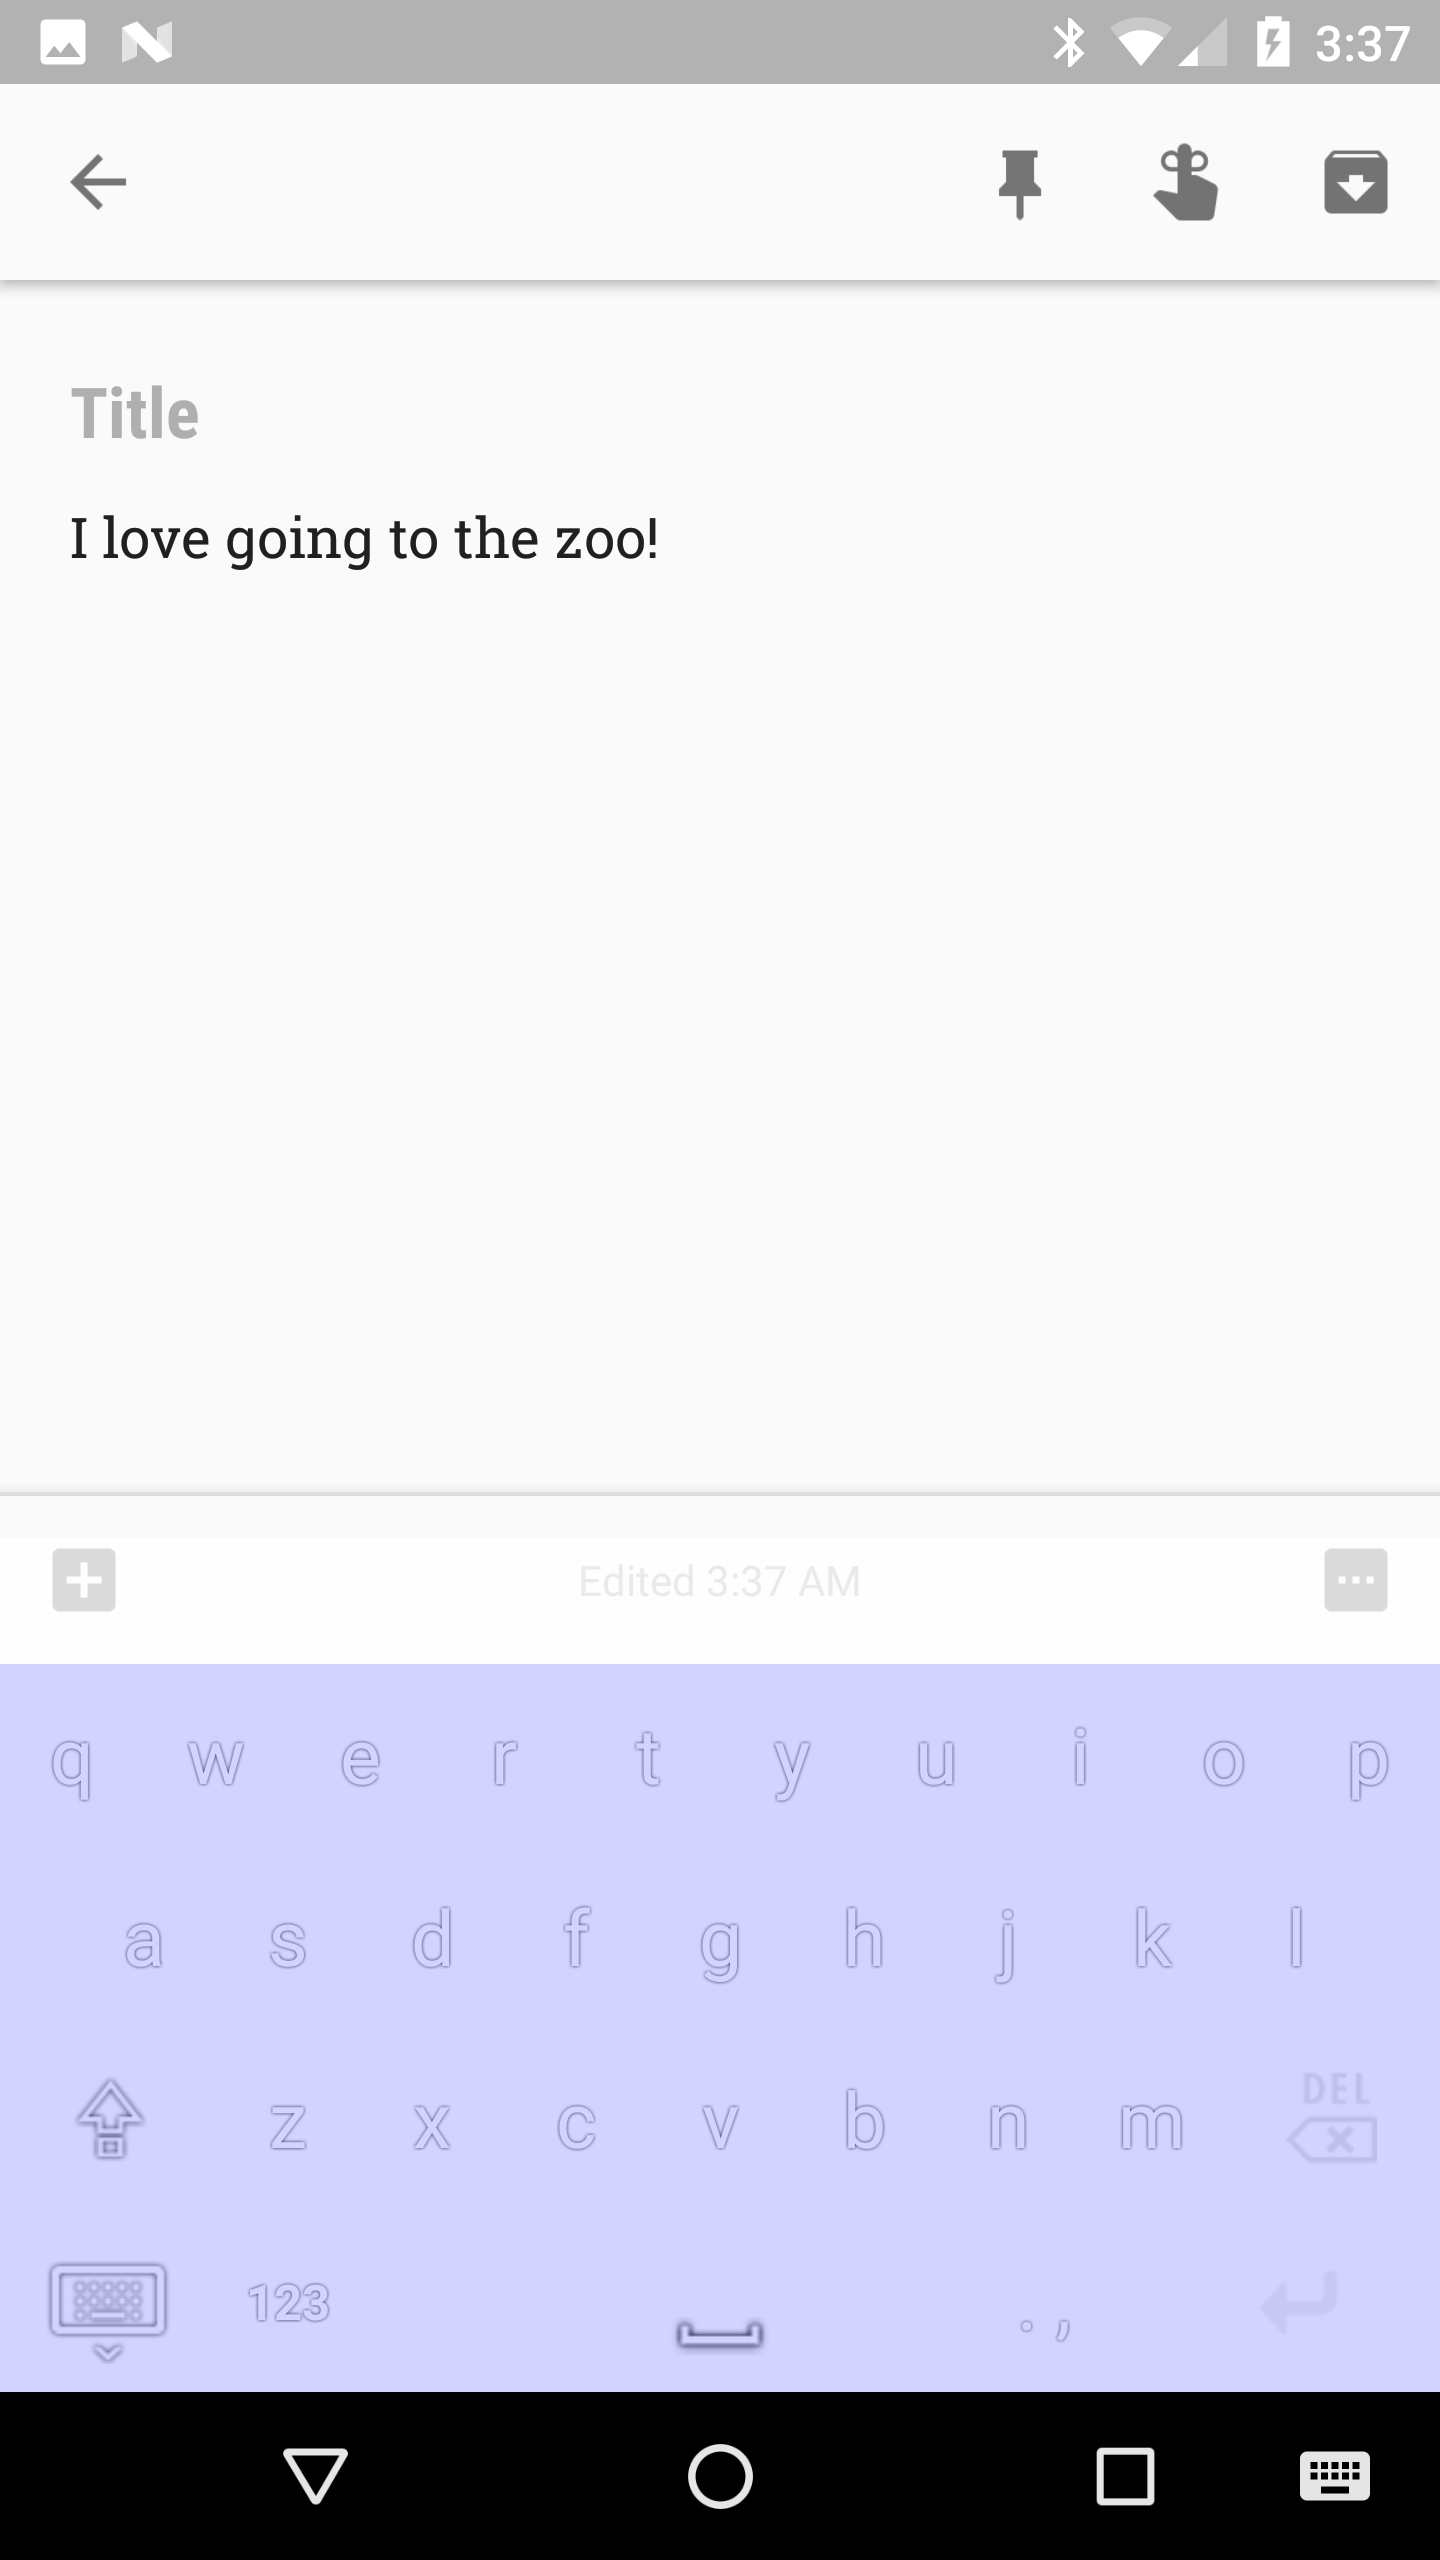 3:37
Title
I love going to the zoo!
Edited 3:37 AM
q w e r t y u i o p
a s d f g h j k l
z x c v b n m DEL
123 . ,